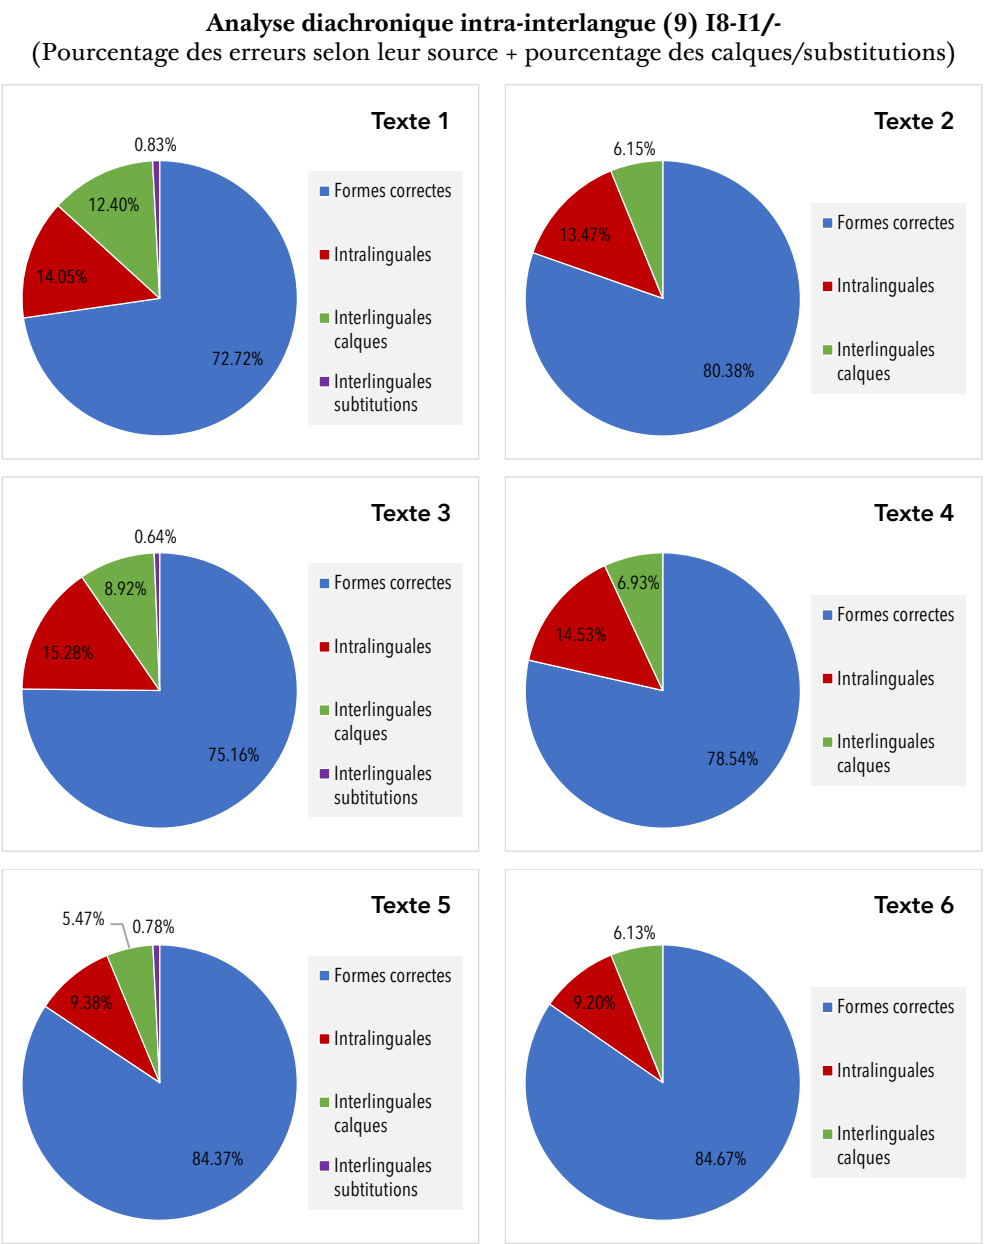 Analyse diachronique intra-interlangue (9) I8-I1/-
(Pourcentage des erreurs selon leur source + pourcentage des calques/substitutions)
Texte 1
0.83%
12.40%
14.05%
72.72%
Formes correctes
Intralinguales
Interlinguales
calques
Interlinguales
subtitutions
Texte 2
6.15%
13.47%
80.38%
Formes correctes
Intralinguales
Interlinguales
calques
Texte 3
0.64%
8.92%
15.28%
75.16%
Formes correctes
Intralinguales
Interlinguales
calques
Interlinguales
subtitutions
Texte 4
6.93%
14.53%
78.54%
Formes correctes
Intralinguales
Interlinguales
calques
Texte 5
5.47%
0.78%
9.38%
84.37%
Formes correctes
Intralinguales
Interlinguales
calques
Interlinguales
subtitutions
Texte 6
6.13%
9.20%
84.67%
Formes correctes
Intralinguales
Interlinguales
calques